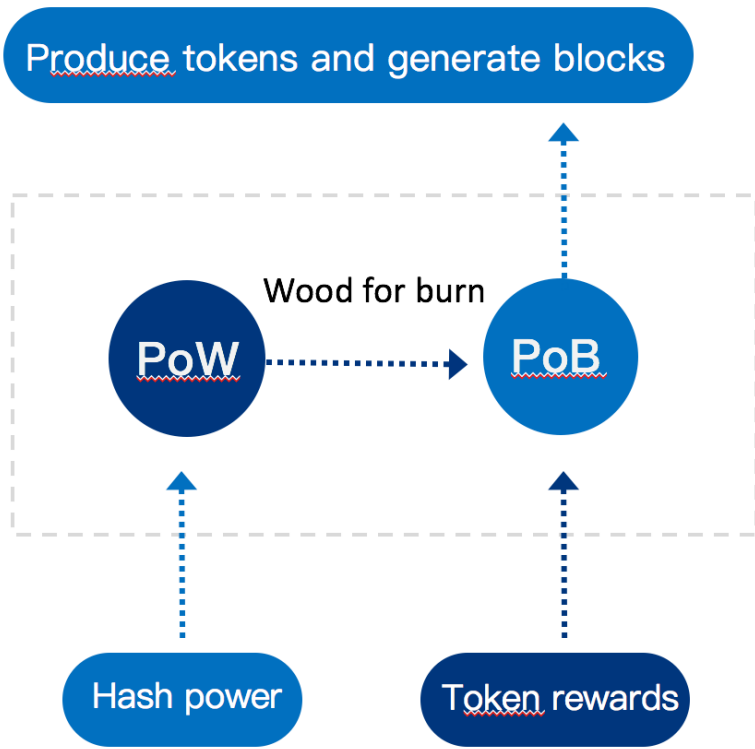 Produce tokens and generate blocks
Wood for burn
PoW
PoB
Hash power
Token rewards